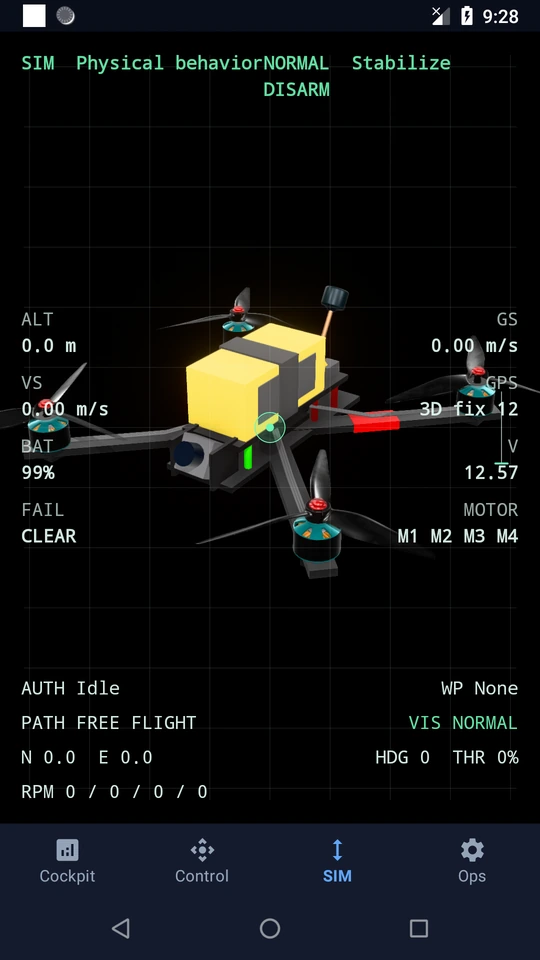 9:28
SIM Physical behaviorNORMAL Stabilize
DISARM
ALT
0.0 m
GS
0.00 m/s
VS
0.00 m/s
GPS
3D fix 12
BAT
99%
V
12.57
FAIL
CLEAR
MOTOR
M1 M2 M3 M4
AUTH Idle
WP None
PATH FREE FLIGHT
VIS NORMAL
N 0.0 E 0.0
HDG 0 THR 0%
RPM 0 / 0 / 0 / 0
Cockpit
Control
SIM
Ops